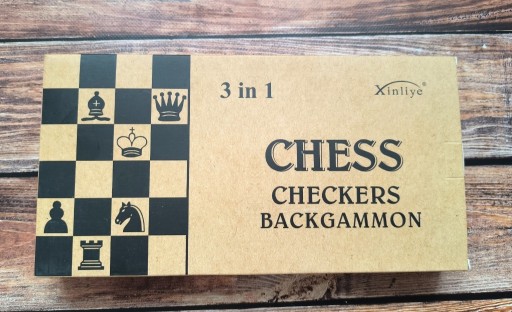 3 in 1
Xinliye®
CHESS
CHECKERS
BACKGAMMON